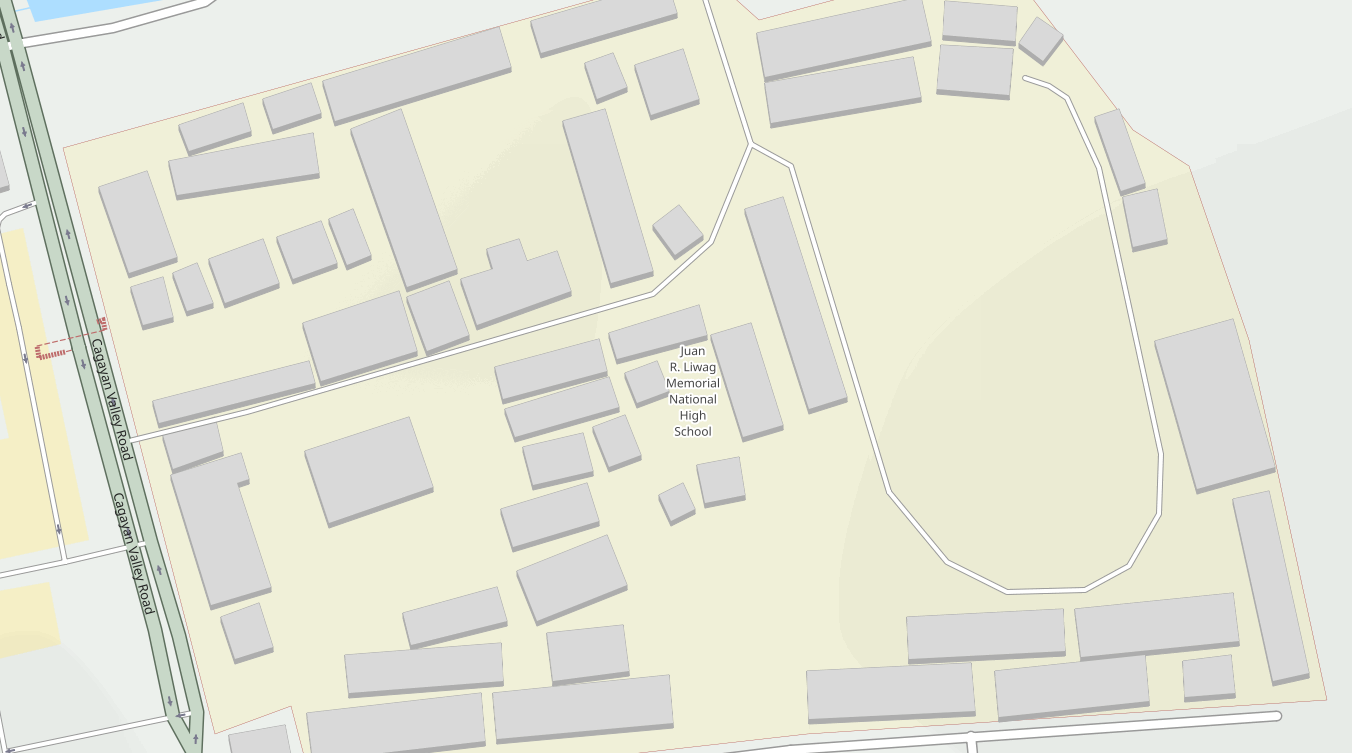 Cagayan Valley Road
Cagayan Valley Road
Juan
R. Liwag
Memorial
National
High
School